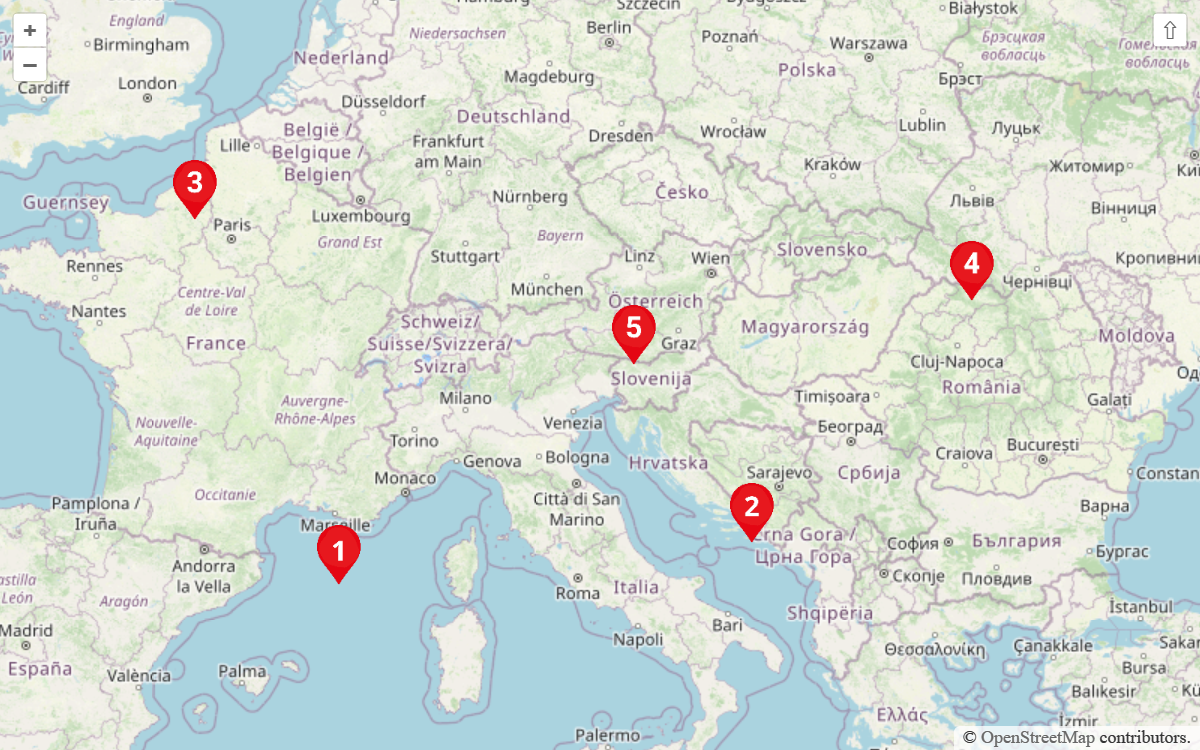 England
Szczecin
Białystok
+
Birmingham
Nederland
Niedersachsen
Berlin
Poznań
Warszawa
Брэсцкая
вобласць
⇧
Гомельская
вобласць
−
Cardiff
London
Magdeburg
Polska
Брэст
Düsseldorf
Deutschland
België /
Belgique /
Belgien
Lille
Frankfurt
am Main
Dresden
Wrocław
Lublin
Луцьк
Kraków
Житомир
3
Guernsey
Paris
Luxembourg
Nürnberg
Česko
Львів
Вінниця
Grand Est
Bayern
Rennes
Stuttgart
Linz
Wien
Slovensko
4
Чернівці
Кропивни
Nantes
Centre-Val
de Loire
München
Österreich
France
Schweiz/
Suisse/Svizzera/
Svizra
5
Graz
Magyarország
Moldova
Cluj-Napoca
Slovenija
România
Milano
Timișoara
Galați
Auvergne-
Rhône-Alpes
Nouvelle-
Aquitaine
Torino
Venezia
Београд
București
Genova
Bologna
Hrvatska
Sarajevo
Србија
Craiova
Monaco
Constan
Occitanie
Pamplona /
Iruña
Città di San
Marino
2
Варна
Marseille
1
Crna Gora /
Црна Гора
София
България
Бургас
Andorra
la Vella
Roma
Italia
Скопје
Пловдив
Aragón
Shqipëria
İstanbul
Madrid
Napoli
Bari
Θεσσαλονίκη
Çanakkale
España
València
Palma
Bursa
Balıkesir
Ελλάς
Palermo
İzmir
© OpenStreetMap contributors.